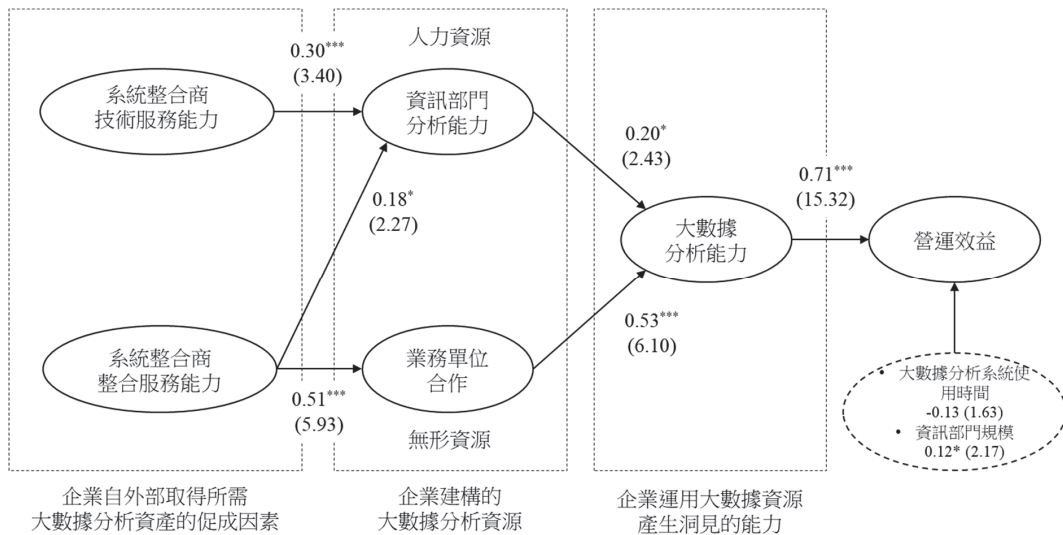 人力資源
0.30***
(3.40)
系統整合商
技術服務能力
資訊部門
分析能力
0.20*
(2.43)
0.71***
(15.32)
0.18*
(2.27)
大數據
分析能力
營運效益
系統整合商
整合服務能力
業務單位
合作
0.53***
(6.10)
0.51***
(5.93)
無形資源
• 大數據分析系統使
用時間
-0.13 (1.63)
• 資訊部門規模
0.12* (2.17)
企業自外部取得所需
大數據分析資產的促成因素
企業建構的
大數據分析資源
企業運用大數據資源
產生洞見的能力